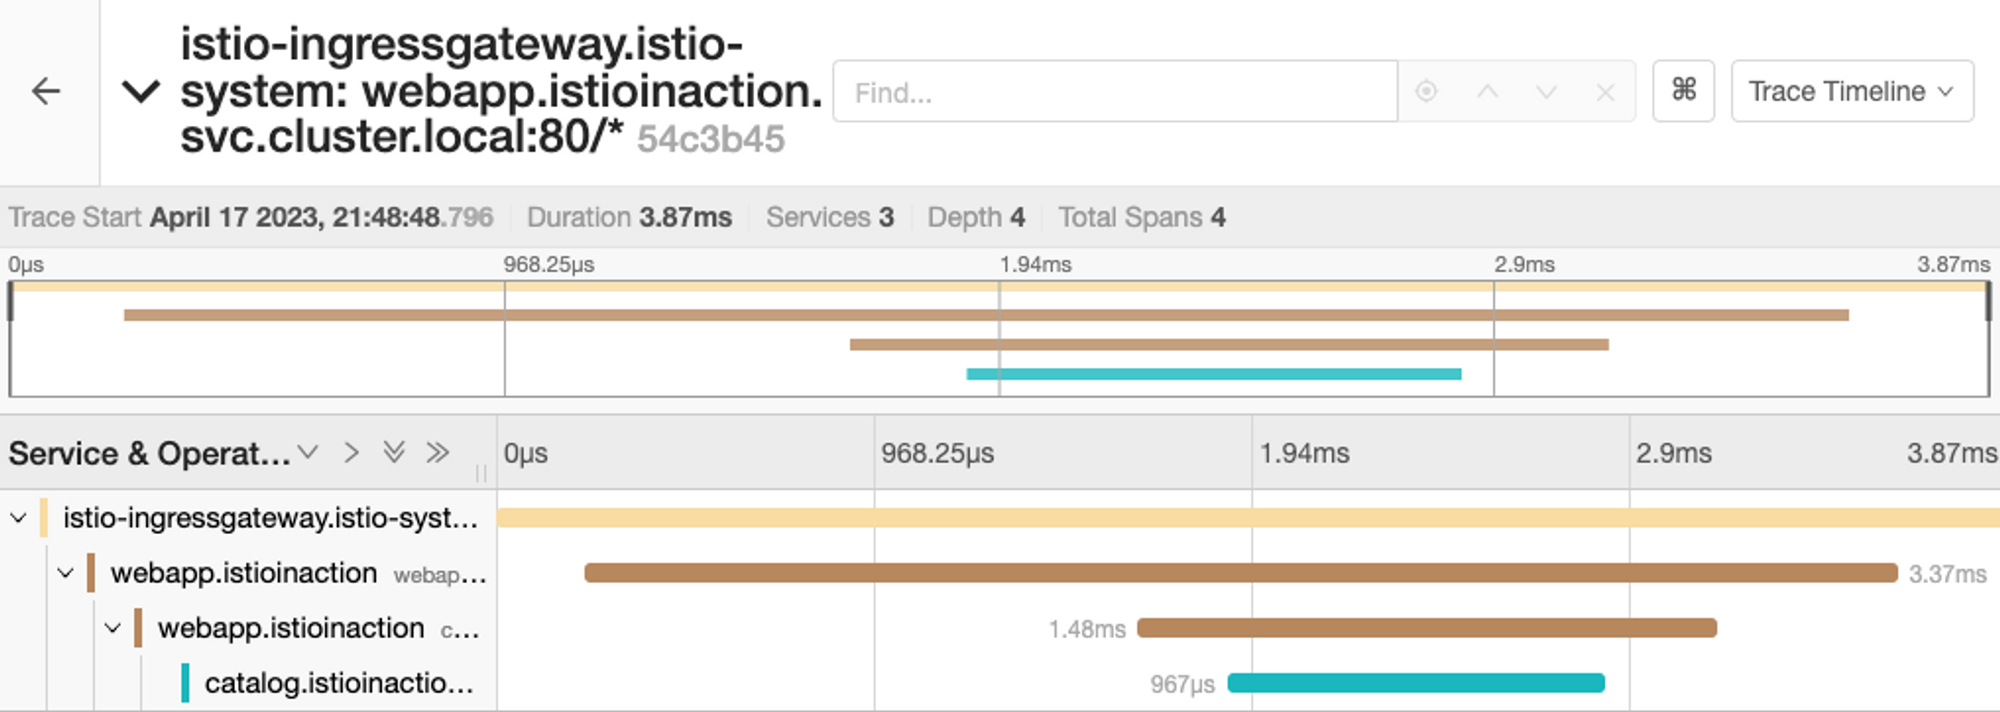 istio-ingressgateway.istio-
system: webapp.istioinaction.
svc.cluster.local:80/* 54c3b45
Find...
⌘
Trace Timeline
Trace Start April 17 2023, 21:48:48.796 Duration 3.87ms Services 3 Depth 4 Total Spans 4
0μs 968.25μs 1.94ms 2.9ms 3.87ms
Service & Operat... 0μs 968.25μs 1.94ms 2.9ms 3.87ms
istio-ingressgateway.istio-syst...
webapp.istioinaction webap... 3.37ms
webapp.istioinaction c... 1.48ms
catalog.istioinactio... 967μs